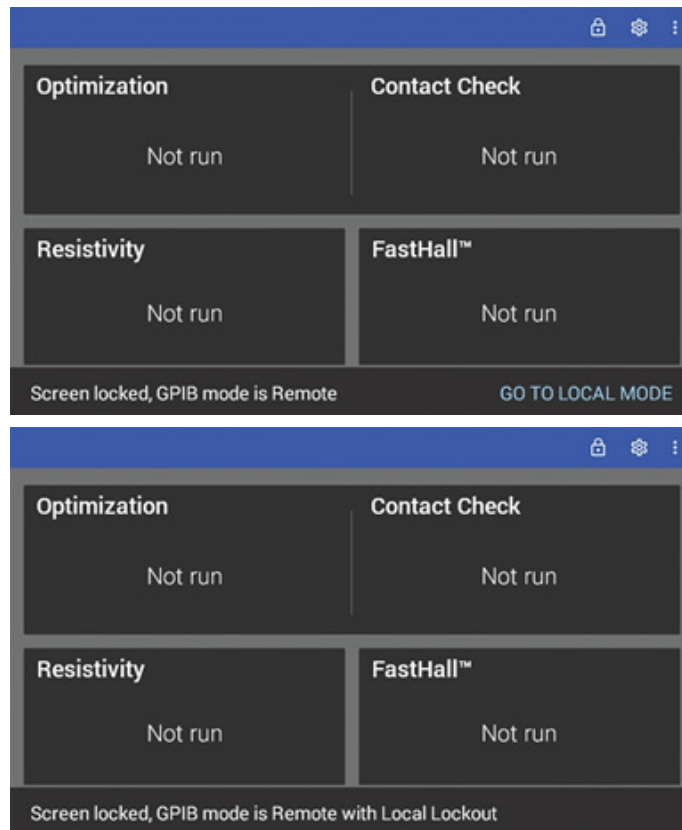 Optimization Contact Check
Not run Not run
Resistivity FastHall™
Not run Not run
Screen locked, GPIB mode is Remote GO TO LOCAL MODE
Optimization Contact Check
Not run Not run
Resistivity FastHall™
Not run Not run
Screen locked, GPIB mode is Remote with Local Lockout